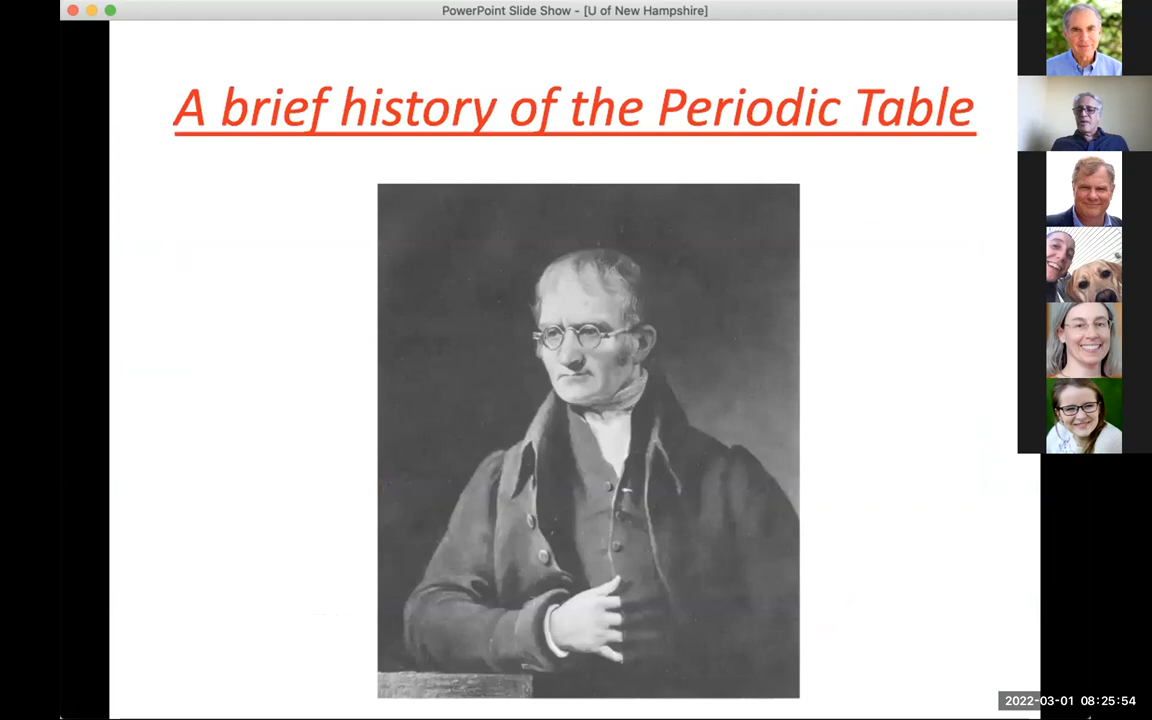 PowerPoint Slide Show - [U of New Hampshire]
A brief history of the Periodic Table
2022-03-01 08:25:54